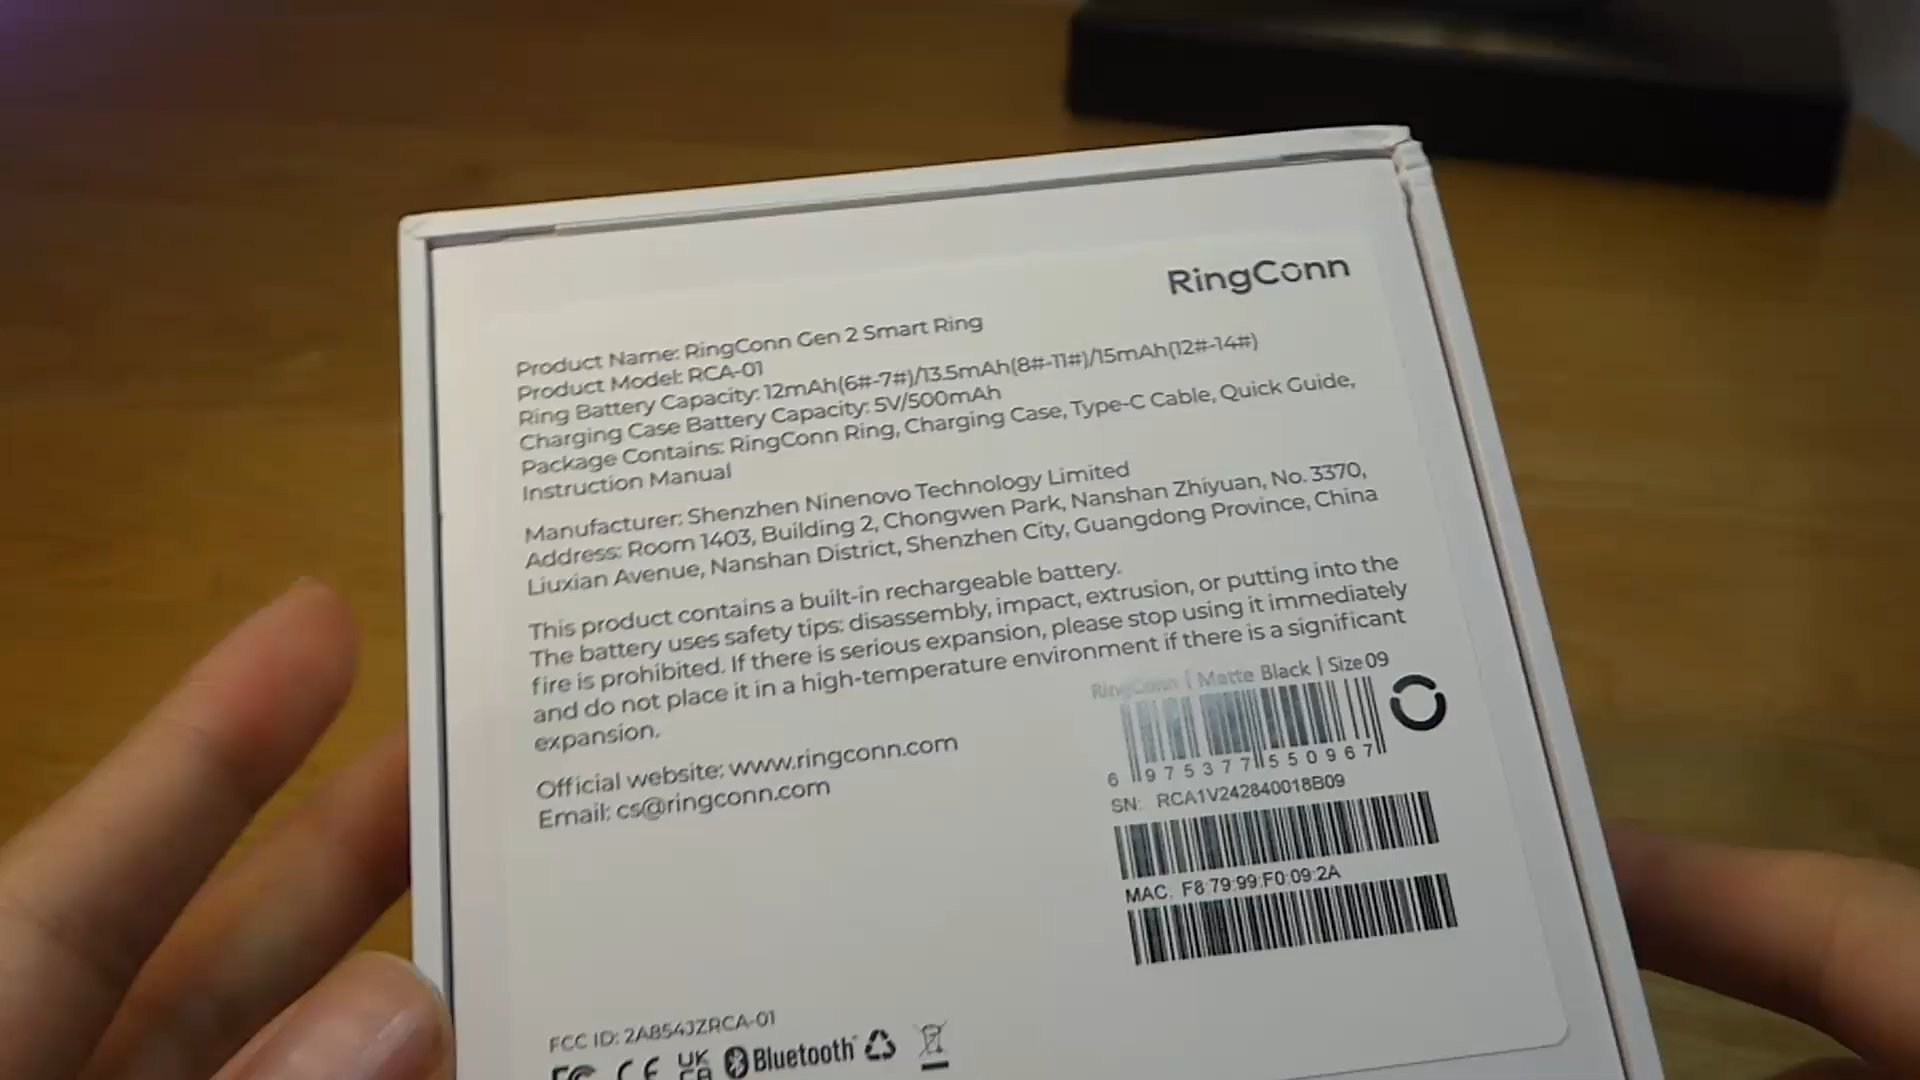 RingConn
Product Name: RingConn Gen 2 Smart Ring
Product Model: RCA-01
Ring Battery Capacity: 12mAh(6#-7#)/13.5mAh(8#-11#)/15mAh(12#-14#)
Charging Case Battery Capacity: 5V/500mAh
Package Contains: RingConn Ring, Charging Case, Type-C Cable, Quick Guide,
Instruction Manual
Manufacturer: Shenzhen Ninenovo Technology Limited
Address: Room 1403, Building 2, Chongwen Park, Nanshan Zhiyuan, No. 3370,
Liuxian Avenue, Nanshan District, Shenzhen City, Guangdong Province, China
This product contains a built-in rechargeable battery.
The battery uses safety tips: disassembly, impact, extrusion, or putting into the
fire is prohibited. If there is serious expansion, please stop using it immediately
and do not place it in a high-temperature environment if there is a significant
expansion.
Official website: www.ringconn.com
Email: cs@ringconn.com
RingConn | Matte Black | Size 09
6 975377 550967
SN: RCA1V242840018B09
MAC: F8:79:99:F0:09:2A
FCC ID: 2A854JZRCA-01
FC CE UK CA Bluetooth